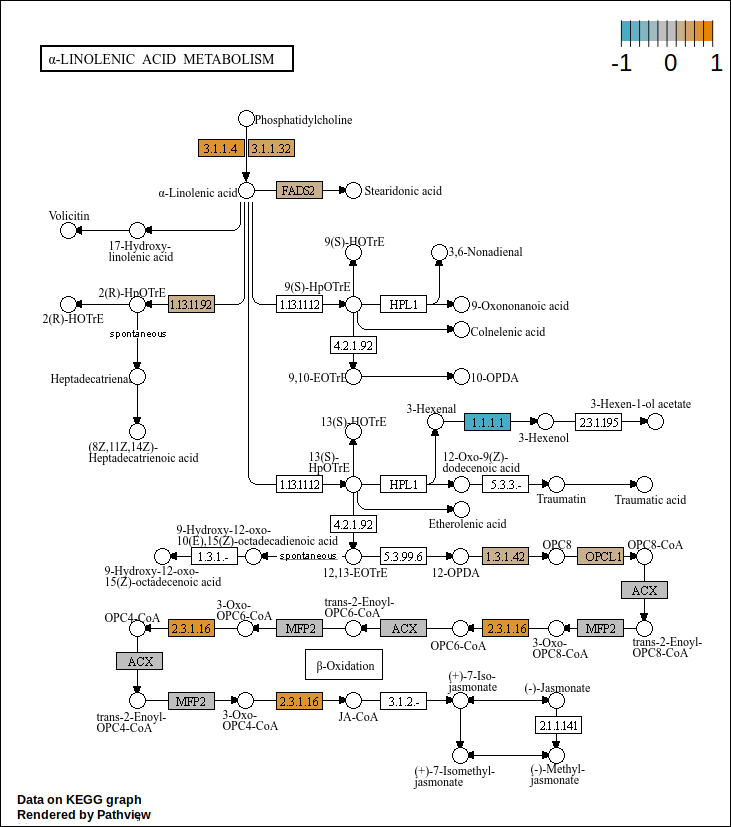 -1 0 1
α-LINOLENIC ACID METABOLISM
Phosphatidylcholine
3.1.1.4 3.1.1.32
α-Linolenic acid FADS2 Stearidonic acid
Volicitin
17-Hydroxy-
linolenic acid
9(S)-HOTrE
3,6-Nonadienal
2(R)-HpOTrE
9(S)-HpOTrE
1.13.11.92
1.13.11.12
HPL1
9-Oxononanoic acid
2(R)-HOTrE
spontaneous
Colnelenic acid
4.2.1.92
Heptadecatrienal
9,10-EOTrE
10-OPDA
(8Z,11Z,14Z)-
Heptadecatrienoic acid
13(S)-HOTrE
3-Hexenal
1.1.1.1
3-Hexenol
2.3.1.195
3-Hexen-1-ol acetate
13(S)-
HpOTrE
1.13.11.12
HPL1
12-Oxo-9(Z)-
dodecenoic acid
5.3.3.-
Traumatin
Traumatic acid
Etherolenic acid
4.2.1.92
9-Hydroxy-12-oxo-
10(E),15(Z)-octadecadienoic acid
1.3.1.-
spontaneous
9-Hydroxy-12-oxo-
15(Z)-octadecenoic acid
12,13-EOTrE
5.3.99.6
12-OPDA
1.3.1.42
OPC8
OPCL1
OPC8-CoA
ACX
trans-2-Enoyl-
OPC8-CoA
MFP2
3-Oxo-
OPC8-CoA
2.3.1.16
OPC6-CoA
ACX
trans-2-Enoyl-
OPC6-CoA
MFP2
3-Oxo-
OPC6-CoA
2.3.1.16
OPC4-CoA
ACX
β-Oxidation
trans-2-Enoyl-
OPC4-CoA
MFP2
3-Oxo-
OPC4-CoA
2.3.1.16
JA-CoA
3.1.2.-
(+)-7-Iso-
jasmonate
(-)-Jasmonate
2.1.1.141
(+)-7-Isomethyl-
jasmonate
(-)-Methyl-
jasmonate
Data on KEGG graph
Rendered by Pathview